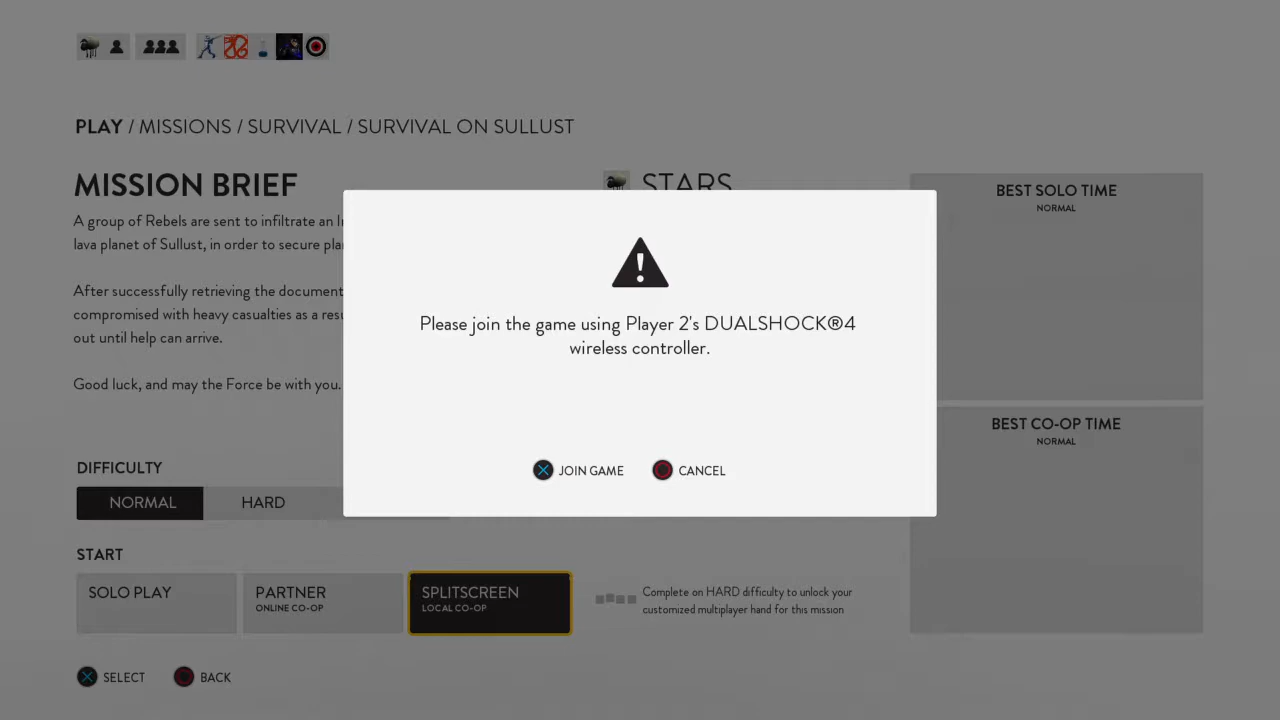 PLAY / MISSIONS / SURVIVAL / SURVIVAL ON SULLUST
MISSION BRIEF
A group of Rebels are sent to infiltrate an
lava planet of Sullust, in order to secure
After successfully retrieving the
compromised with heavy casualties as a
out until help can arrive.
Good luck, and may the Force be with you.
STARS
BEST SOLO TIME
NORMAL
BEST CO-OP TIME
NORMAL
Please join the game using Player 2's DUALSHOCK®4
wireless controller.
JOIN GAME
CANCEL
DIFFICULTY
NORMAL
HARD
START
SOLO PLAY
PARTNER
ONLINE CO-OP
SPLITSCREEN
LOCAL CO-OP
Complete on HARD difficulty to unlock your
customized multiplayer hand for this mission
SELECT
BACK